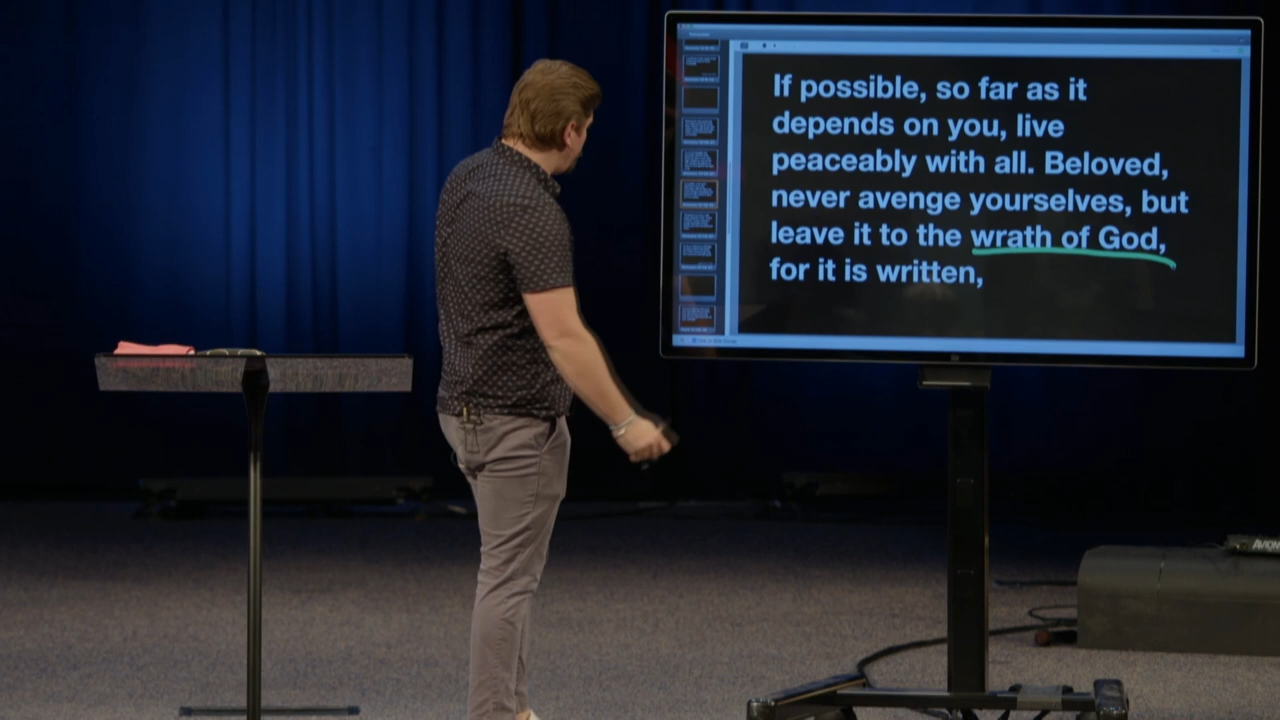 If possible, so far as it
depends on you, live
peaceably with all. Beloved,
never avenge yourselves, but
leave it to the wrath of God,
for it is written,